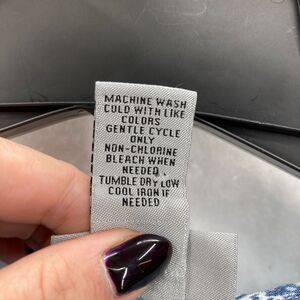 MACHINE WASH
COLD WITH LIKE
COLORS
GENTLE CYCLE
ONLY
NON-CHLORINE
BLEACH WHEN
NEEDED
TUMBLE DRY LOW
COOL IRON IF
NEEDED